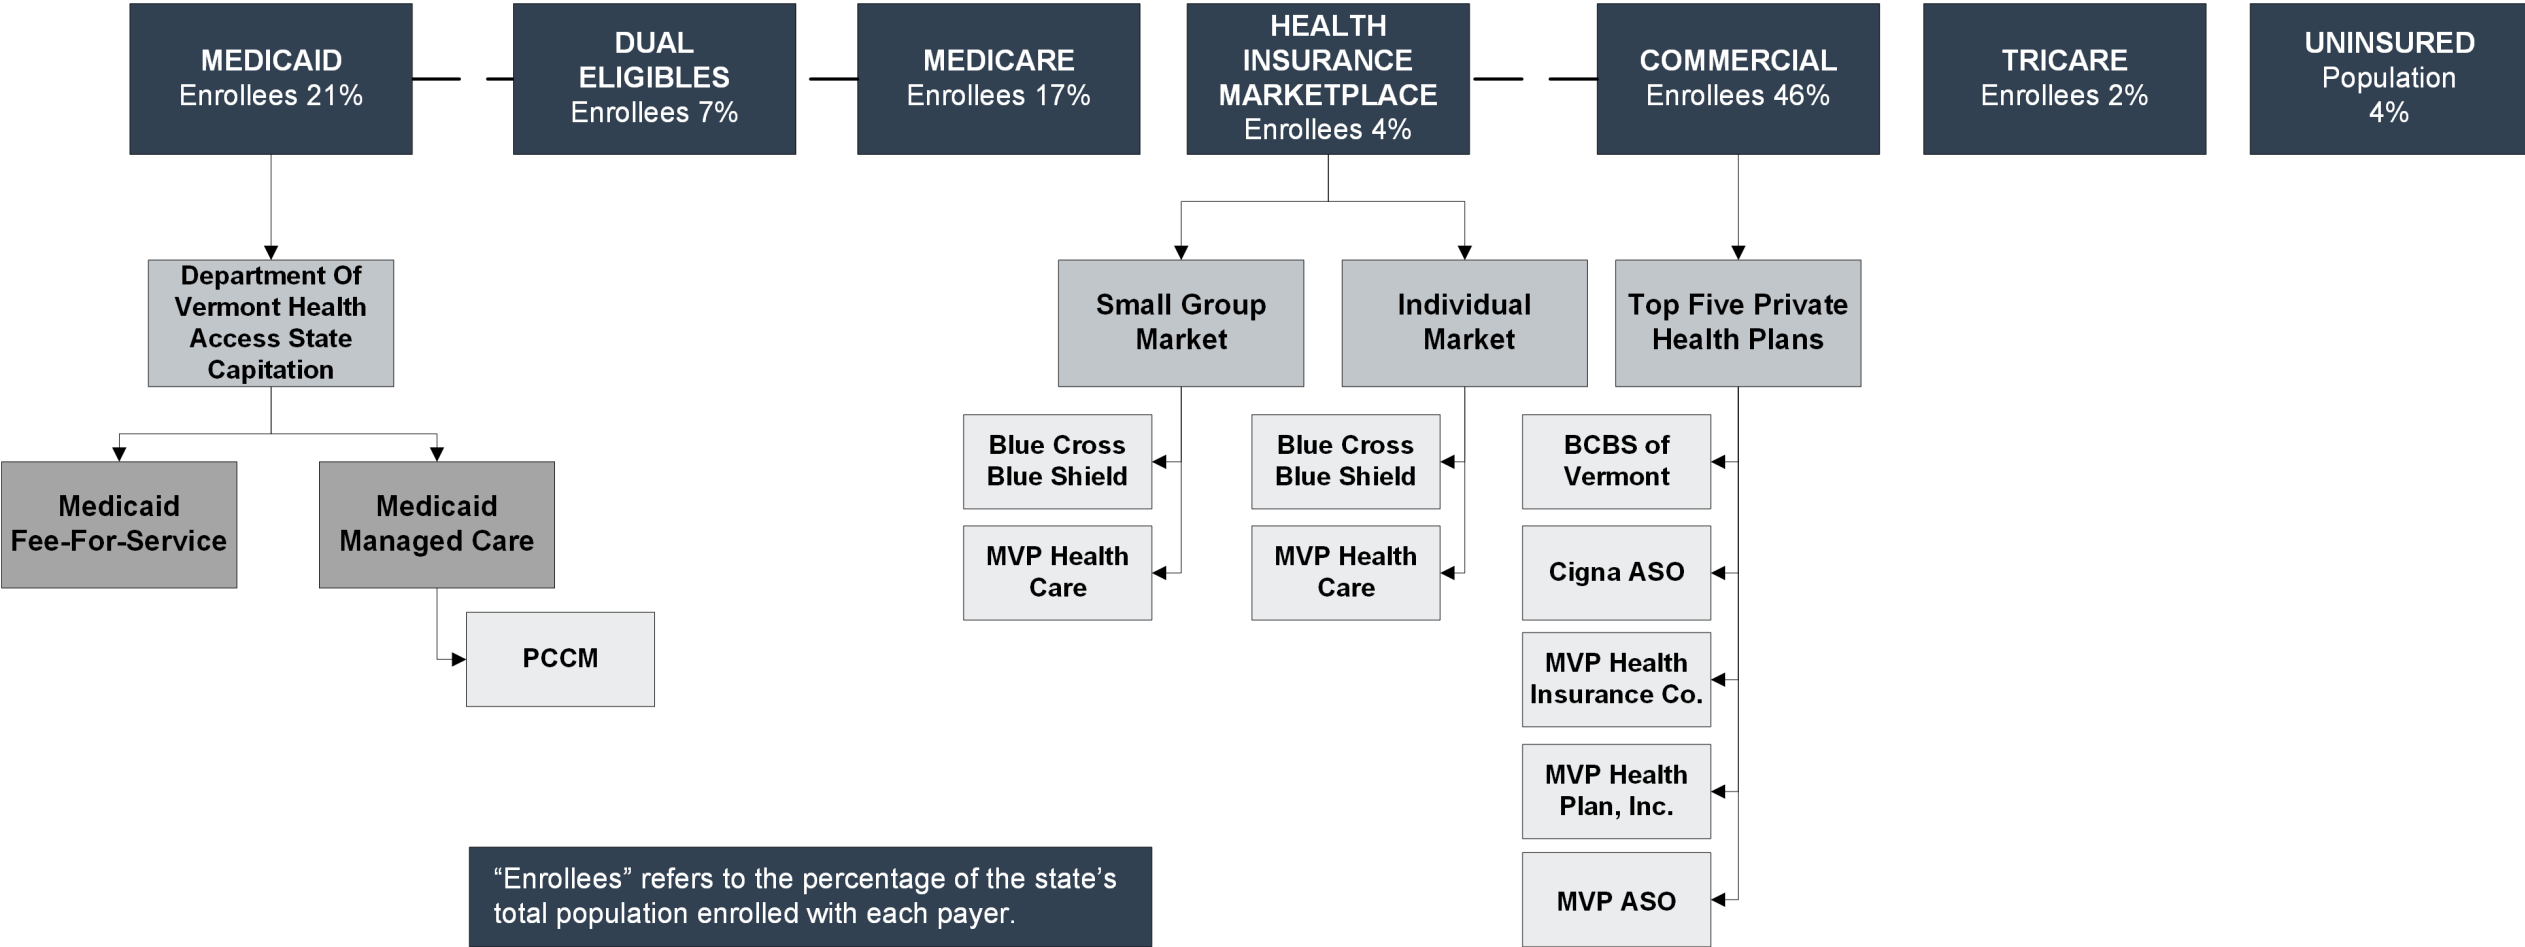 MEDICAID
Enrollees 21%
DUAL
ELIGIBLES
Enrollees 7%
MEDICARE
Enrollees 17%
HEALTH
INSURANCE
MARKETPLACE
Enrollees 4%
COMMERCIAL
Enrollees 46%
TRICARE
Enrollees 2%
UNINSURED
Population
4%
Department Of
Vermont Health
Access State
Capitation
Small Group
Market
Individual
Market
Top Five Private
Health Plans
Medicaid
Fee-For-Service
Medicaid
Managed Care
PCCM
Blue Cross
Blue Shield
MVP Health
Care
Blue Cross
Blue Shield
MVP Health
Care
BCBS of
Vermont
Cigna ASO
MVP Health
Insurance Co.
MVP Health
Plan, Inc.
MVP ASO
“Enrollees” refers to the percentage of the state’s
total population enrolled with each payer.